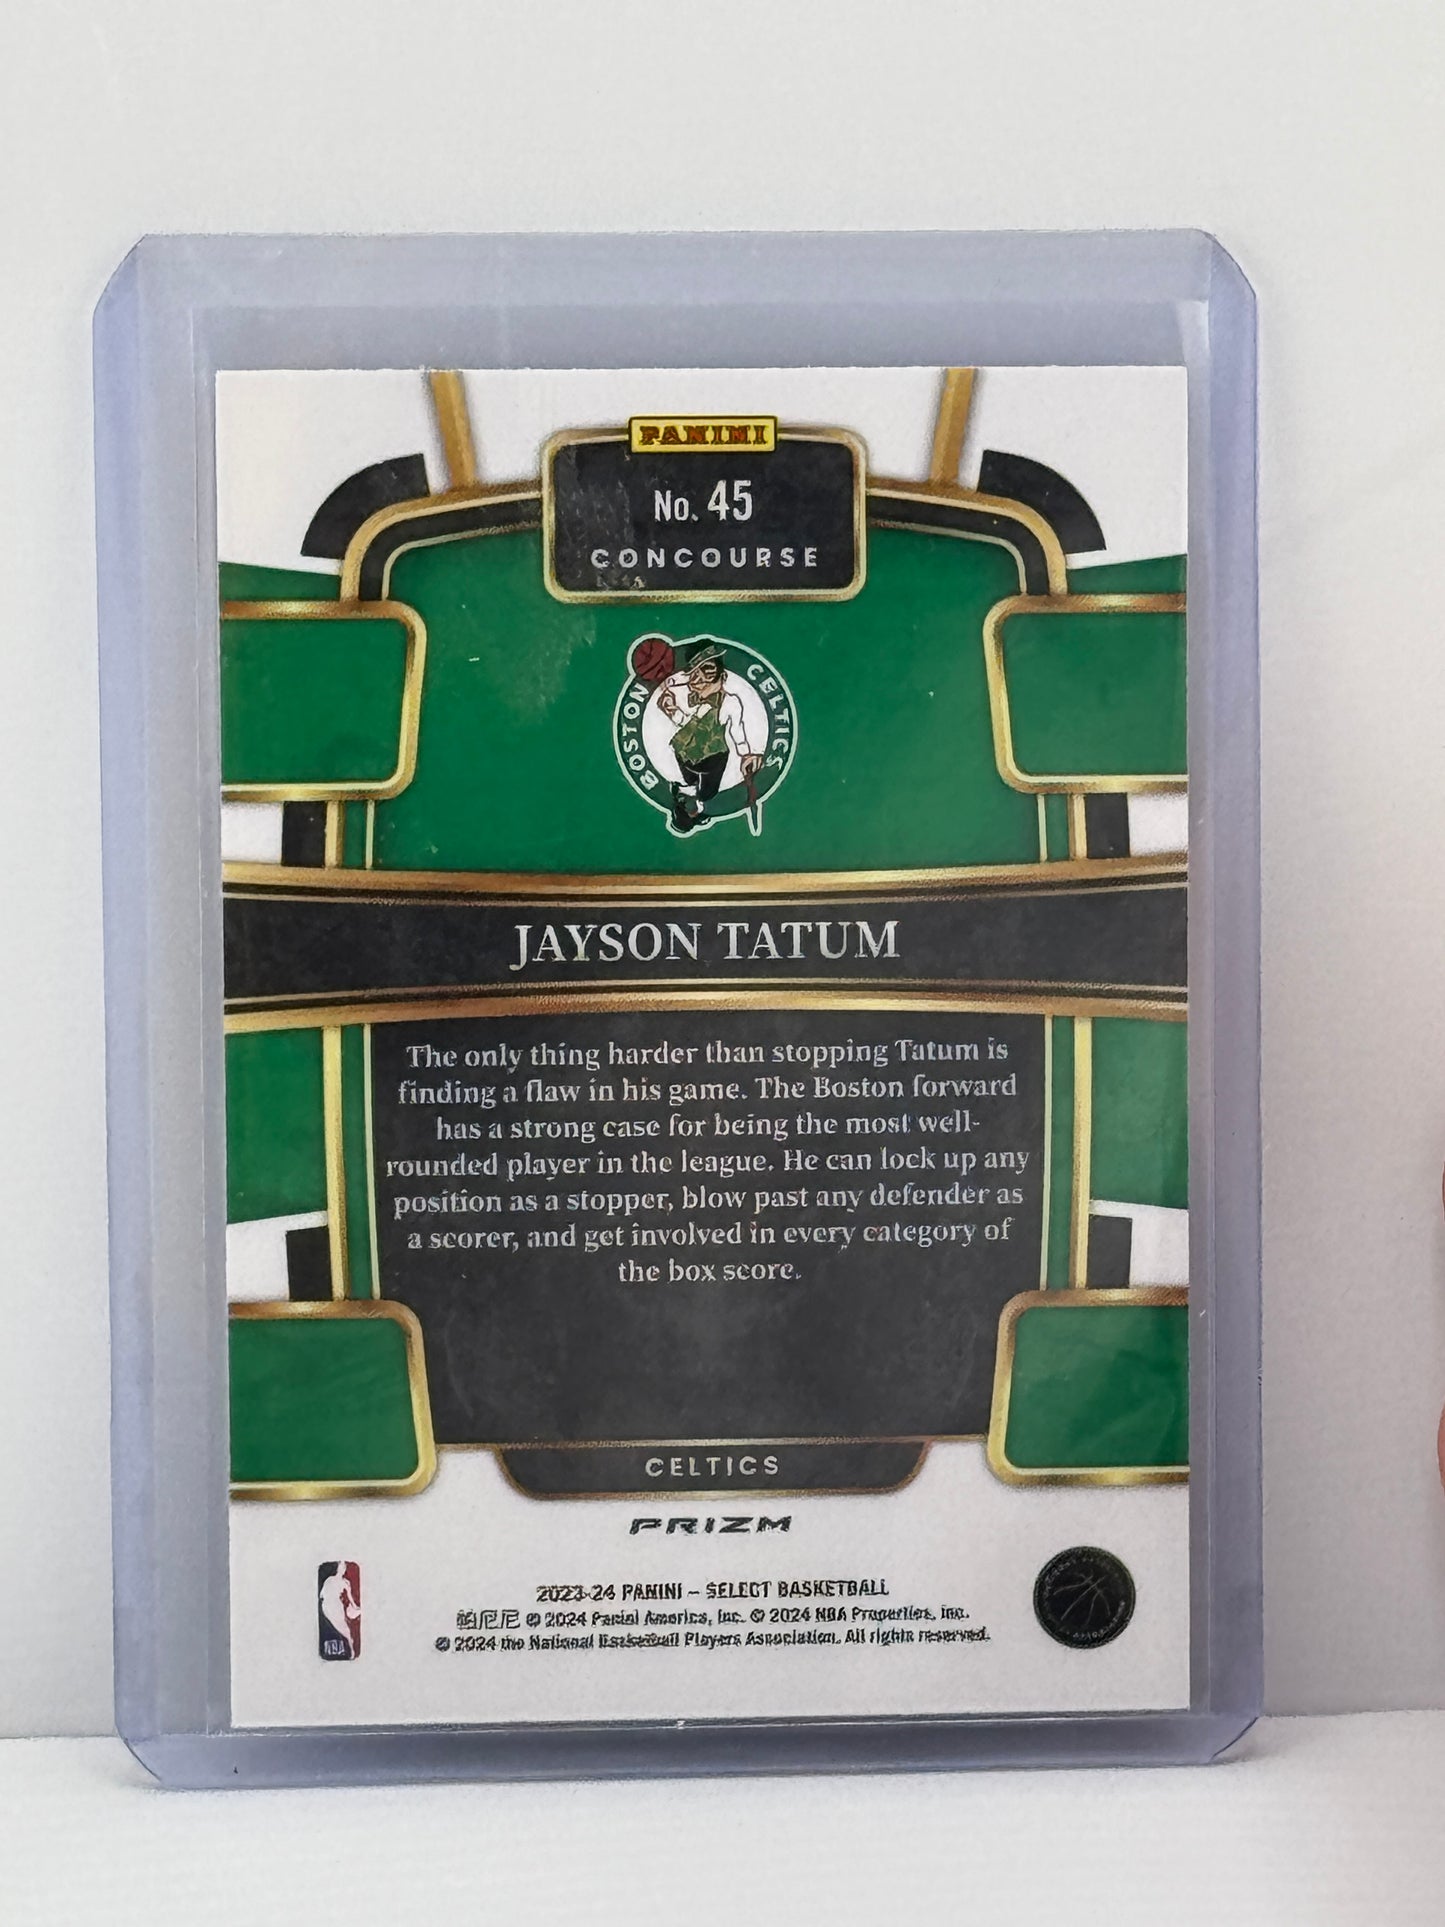 PANINI
No. 45
CONCOURSE
BOSTON CELTICS
JAYSON TATUM
The only thing harder than stopping Tatum is
finding a flaw in his game. The Boston forward
has a strong case for being the most well-
rounded player in the league. He can lock up any
position as a stopper, blow past any defender as
a scorer, and get involved in every category of
the box score.
CELTICS
PRIZM
NBA
2023-24 PANINI – SELECT BASKETBALL
© 2024 Panini America, Inc. © 2024 NBA Properties, Inc.
© 2024 the National Basketball Players Association. All rights reserved.